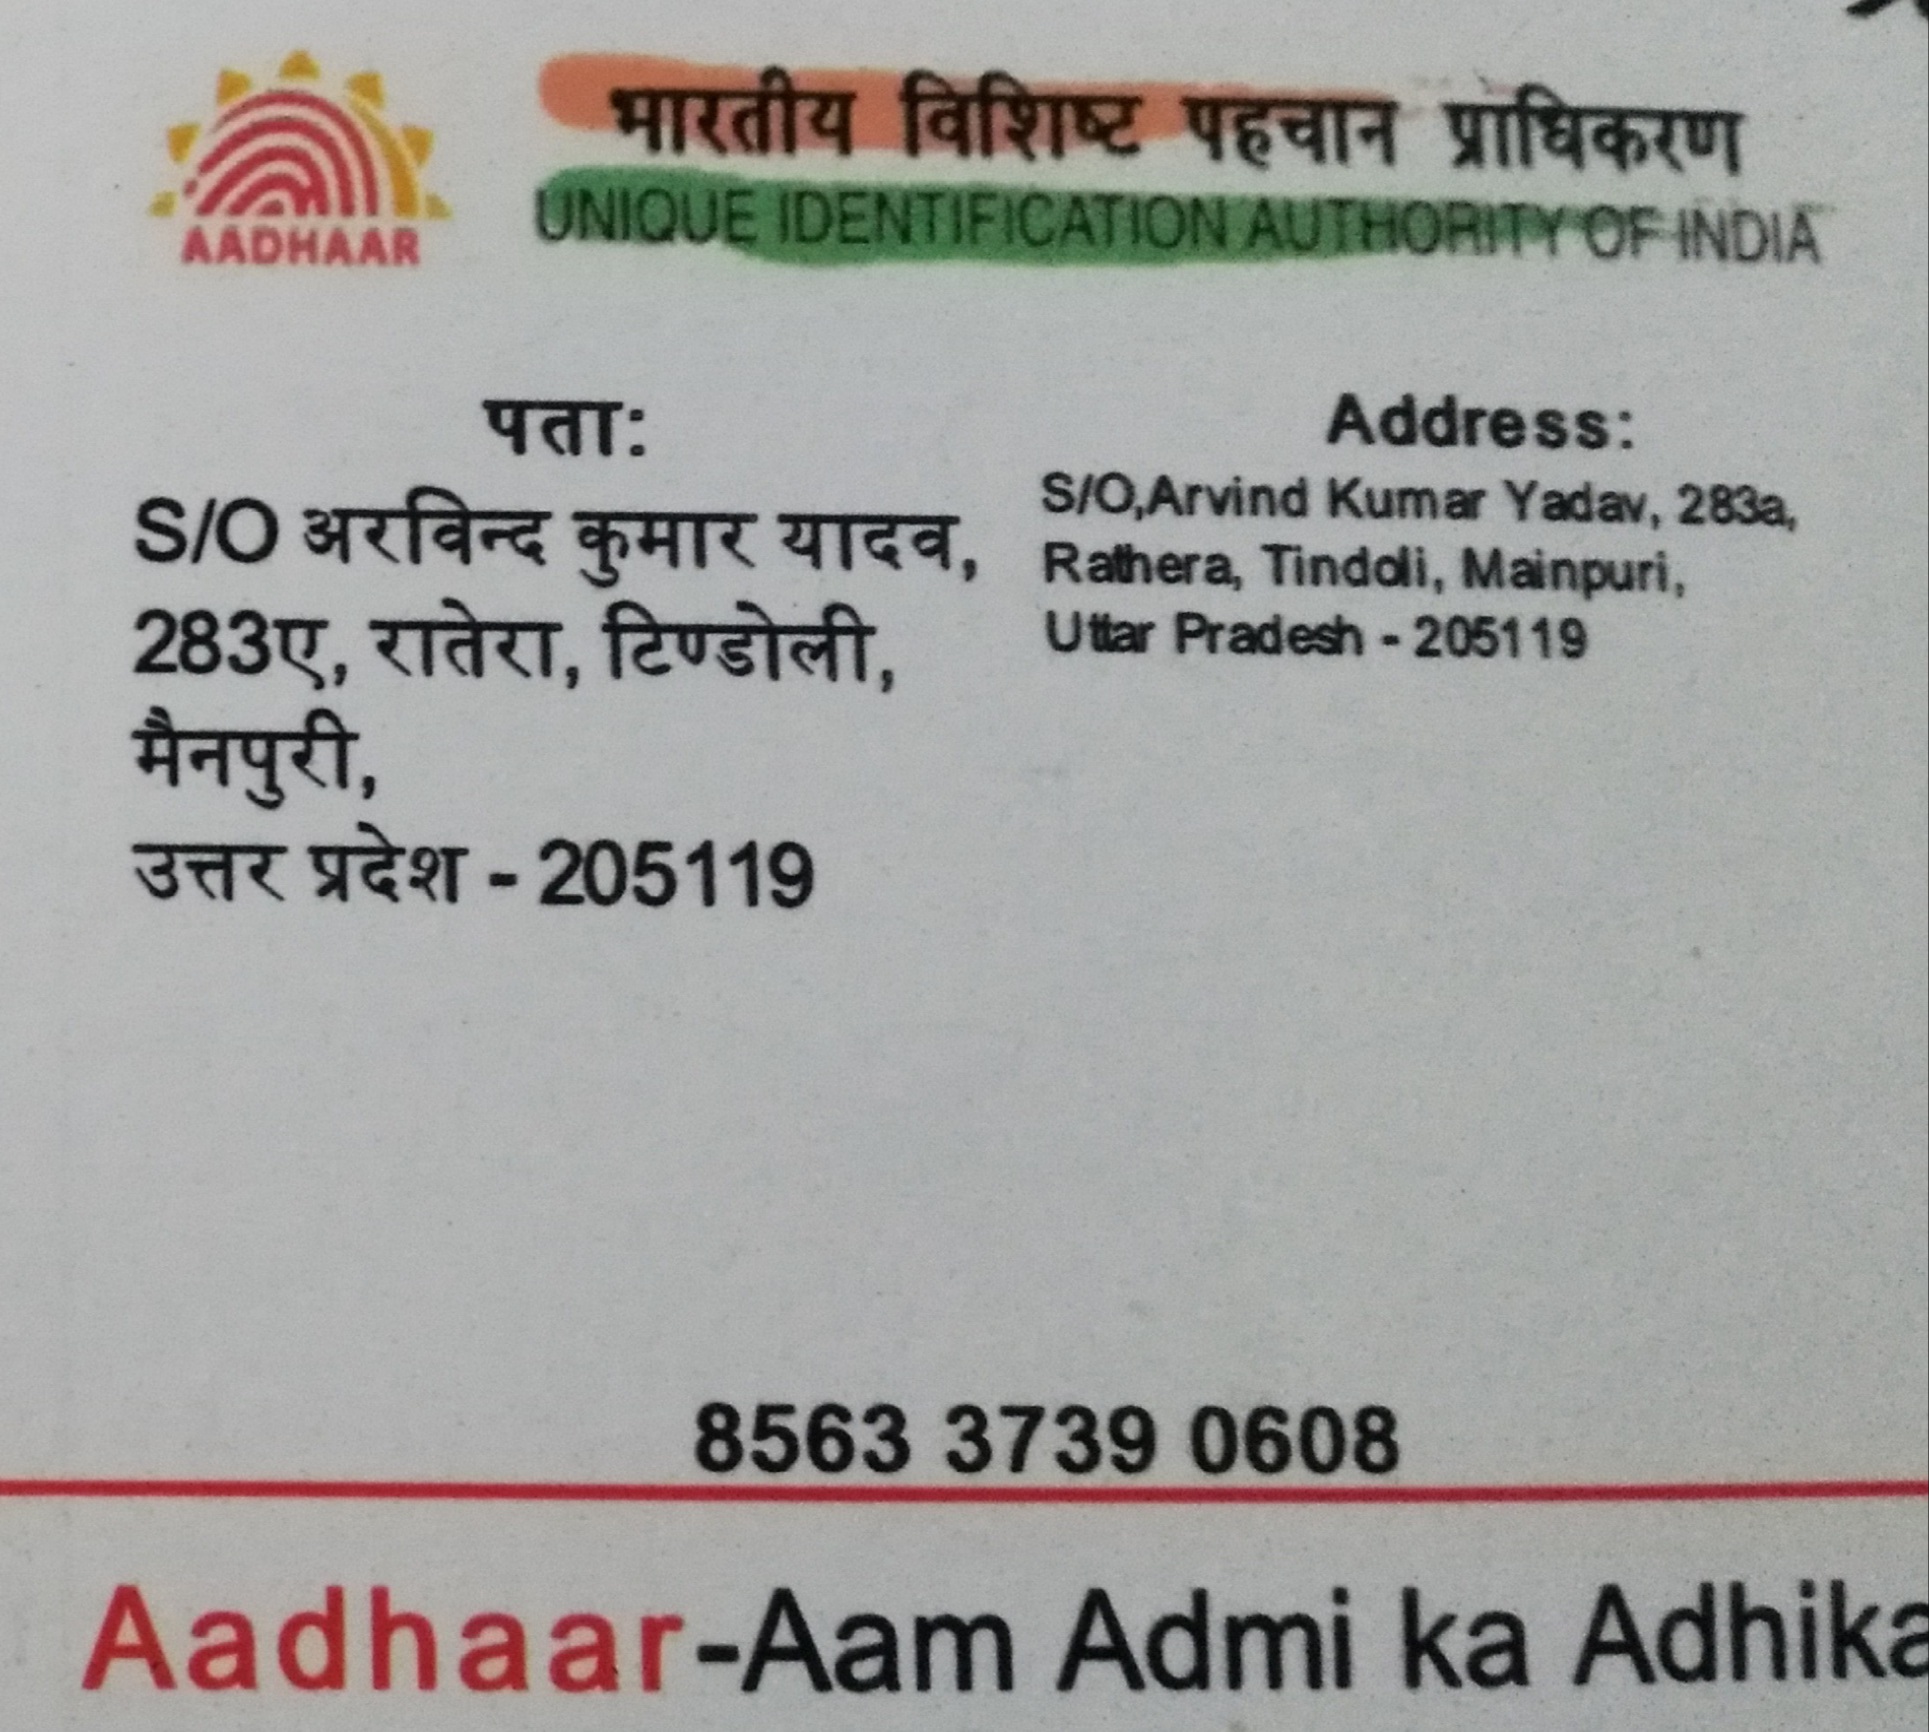 भारतीय विशिष्ट पहचान प्राधिकरण
AADHAAR
UNIQUE IDENTIFICATION AUTHORITY OF INDIA
पता:
S/O अरविन्द कुमार यादव,
283ए, रातेरा, टिण्डोली,
मैनपुरी,
उत्तर प्रदेश - 205119
Address:
S/O,Arvind Kumar Yadav, 283a,
Rathera, Tindoli, Mainpuri,
Uttar Pradesh - 205119
8563 3739 0608
Aadhaar-Aam Admi ka Adhika